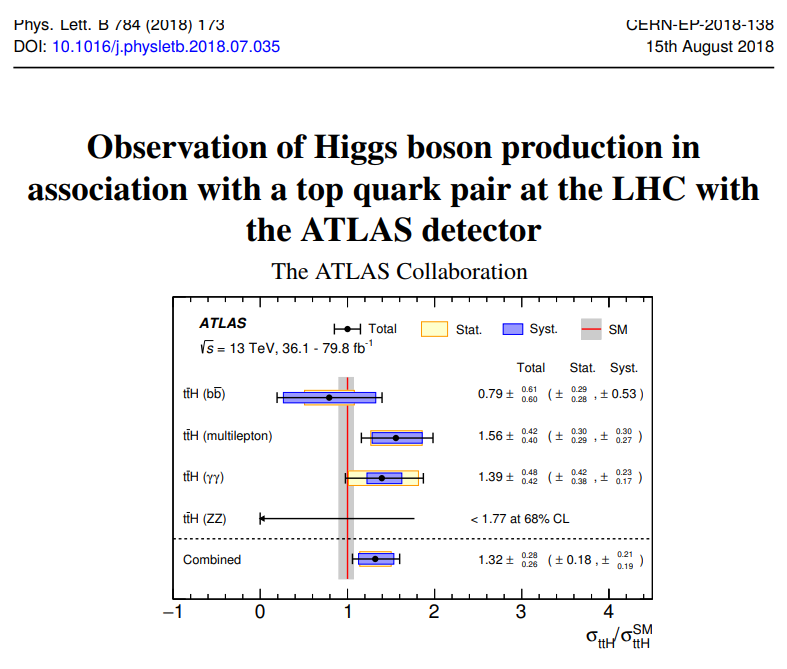 Phys. Lett. B 784 (2018) 173
CERN-EP-2018-138
DOI: 10.1016/j.physletb.2018.07.035
15th August 2018
Observation of Higgs boson production in
association with a top quark pair at the LHC with
the ATLAS detector
The ATLAS Collaboration
ATLAS
Total Stat. Syst. SM
√s = 13 TeV, 36.1 - 79.8 fb⁻¹
Total Stat. Syst.
tt̄H (bb̄) 0.79 ± 0.61 0.60 ( ± 0.29 0.28 , ± 0.53 )
tt̄H (multilepton) 1.56 ± 0.42 0.40 ( ± 0.30 0.29 , ± 0.30 0.27 )
tt̄H (γγ) 1.39 ± 0.48 0.42 ( ± 0.42 0.38 , ± 0.23 0.17 )
tt̄H (ZZ) < 1.77 at 68% CL
Combined 1.32 ± 0.28 0.26 ( ± 0.18 , ± 0.21 0.19 )
−1 0 1 2 3 4
σttH/σSM ttH